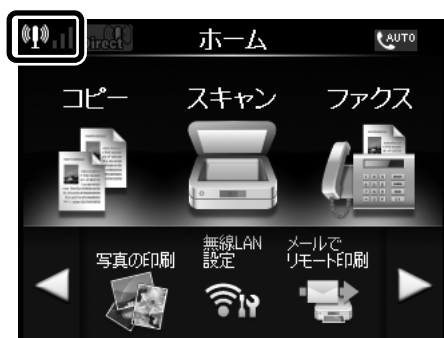 Direct
ホーム
AUTO
コピー
スキャン
ファクス
写真の印刷
無線LAN
設定
メールで
リモート印刷